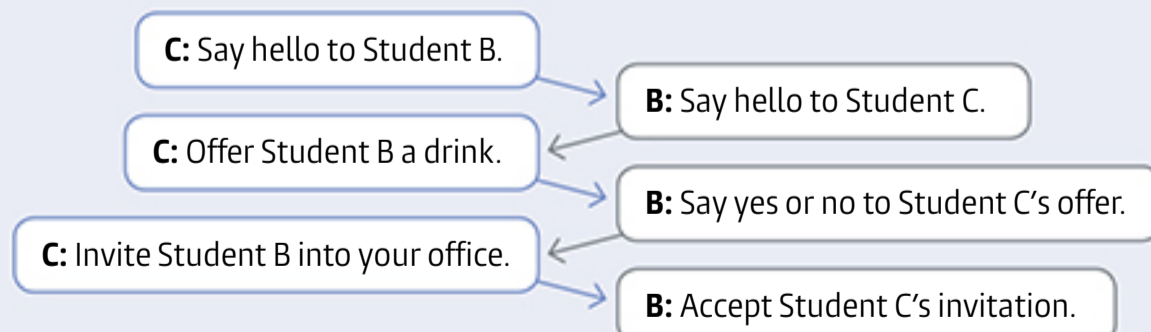 C: Say hello to Student B.
B: Say hello to Student C.
C: Offer Student B a drink.
B: Say yes or no to Student C’s offer.
C: Invite Student B into your office.
B: Accept Student C’s invitation.